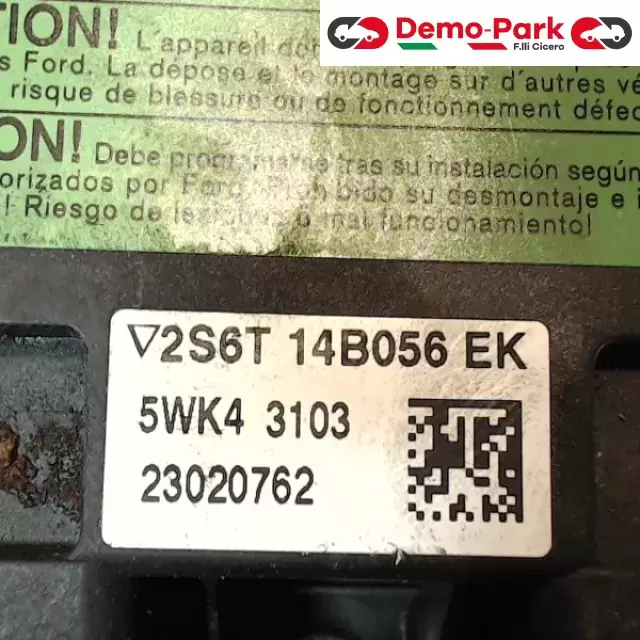 Demo-Park
F.lli Cicero
TION! L'appareil
s Ford. La dépose et le montage sur d'autres vé
risque de blessure ou de fonctionnement défec
ON! Debe programarse tras su instalación según
orizados por Ford. Prohibido su desmontaje e i
! Riesgo de lesiones o mal funcionamiento!
▽2S6T 14B056 EK
5WK4 3103
23020762